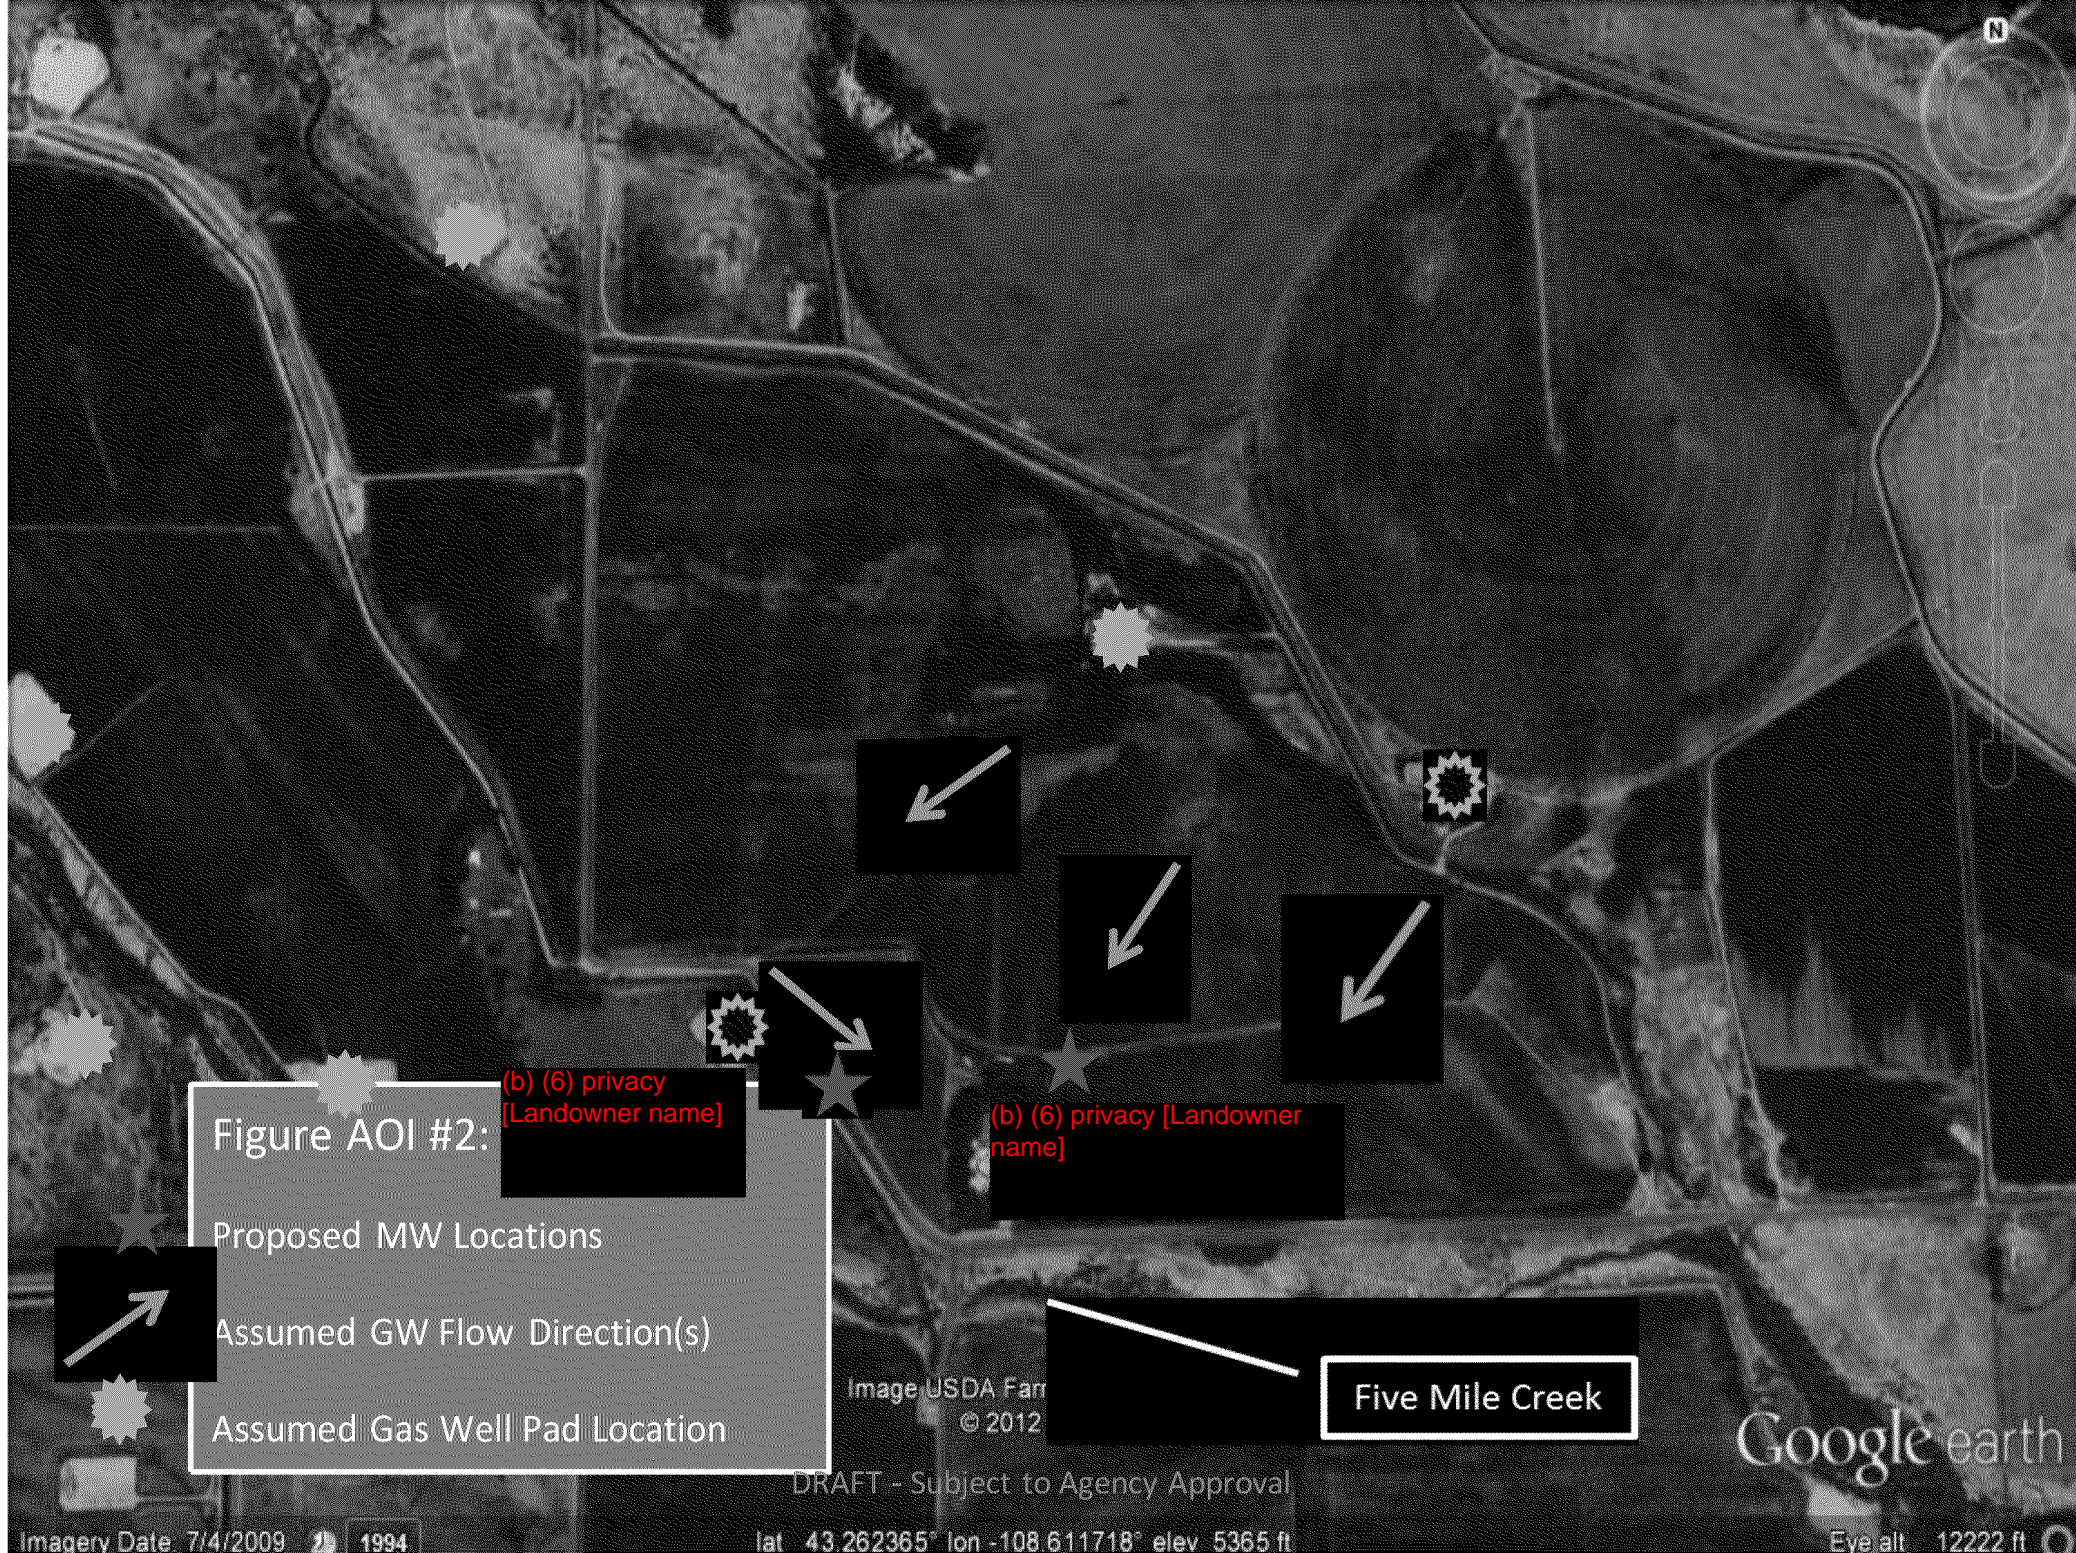 N
(b) (6) privacy
[Landowner name]
Figure AOI #2:
(b) (6) privacy [Landowner
name]
Proposed MW Locations
Assumed GW Flow Direction(s)
Assumed Gas Well Pad Location
Image USDA Farm
© 2012
Five Mile Creek
Google earth
DRAFT - Subject to Agency Approval
Imagery Date: 7/4/2009
1994
lat 43.262365° lon -108.611718° elev 5365 ft
Eye alt 12222 ft